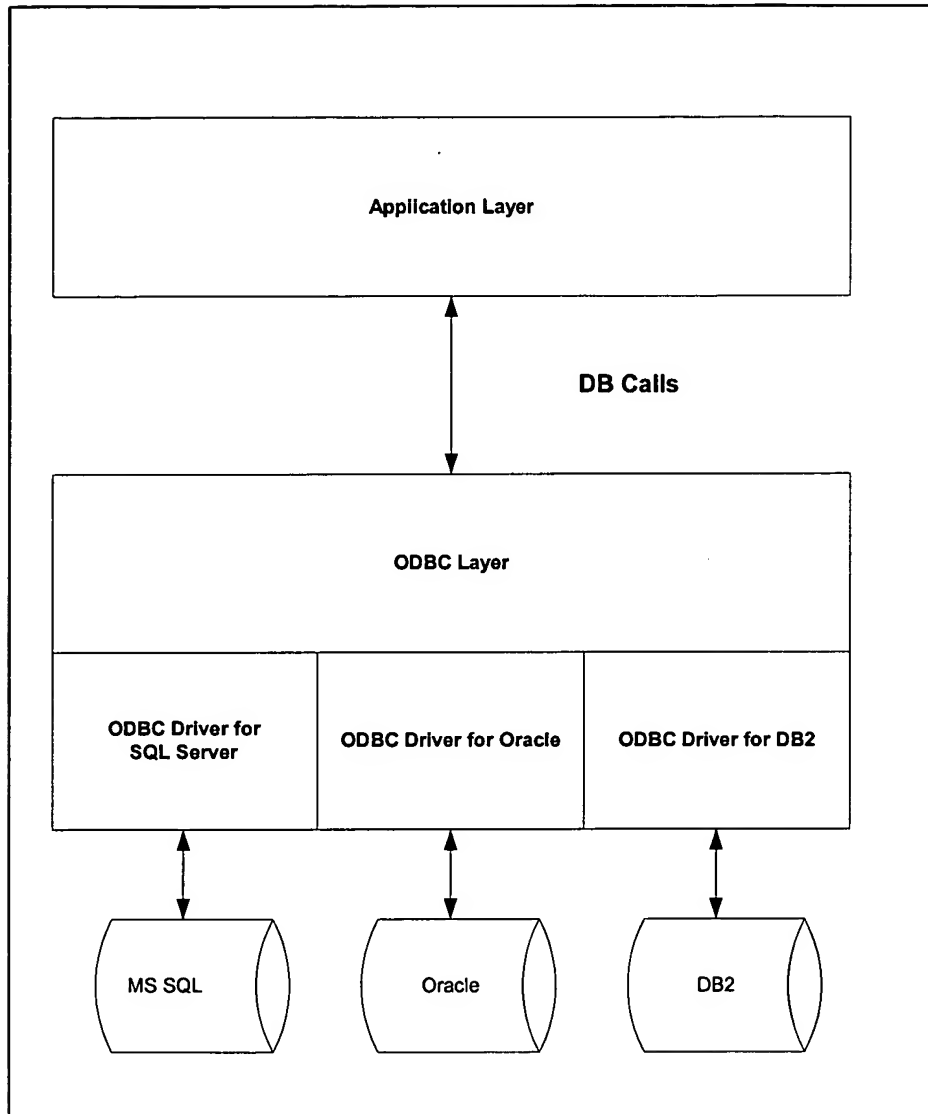 Application Layer
DB Calls
ODBC Layer
ODBC Driver for
SQL Server
ODBC Driver for Oracle
ODBC Driver for DB2
MS SQL
Oracle
DB2